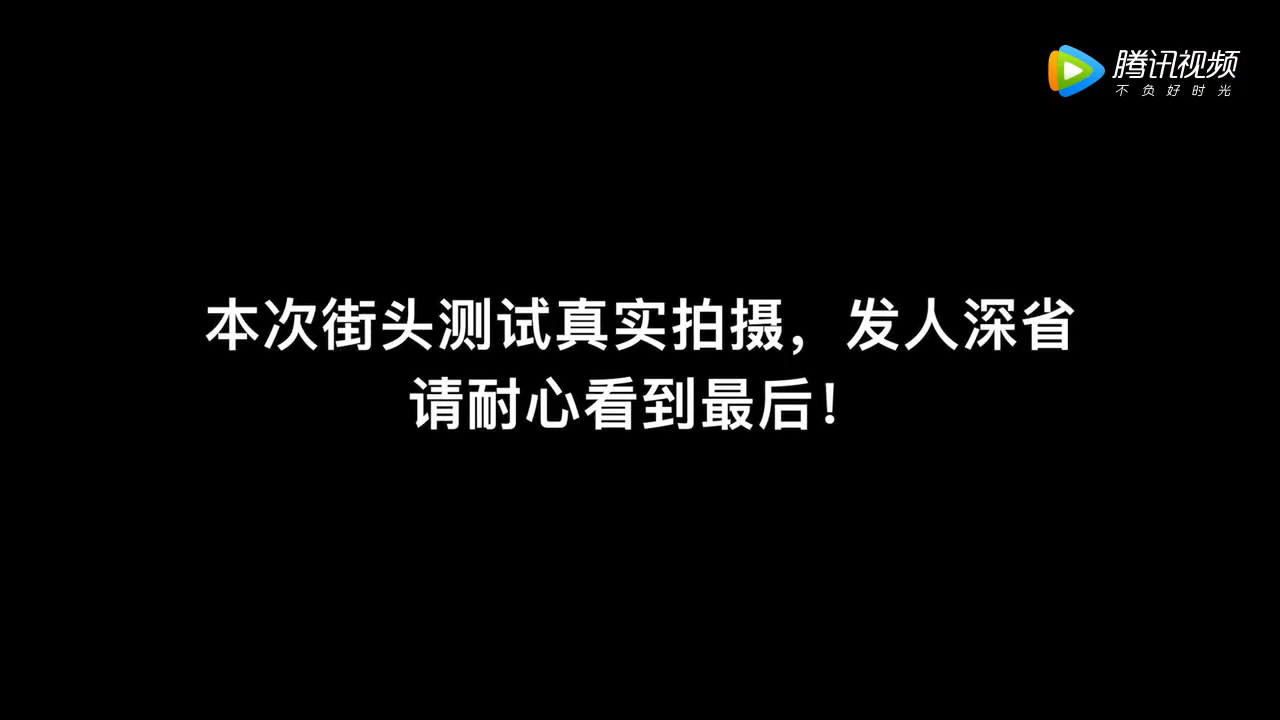 腾讯视频
不负好时光
本次街头测试真实拍摄，发人深省
请耐心看到最后！